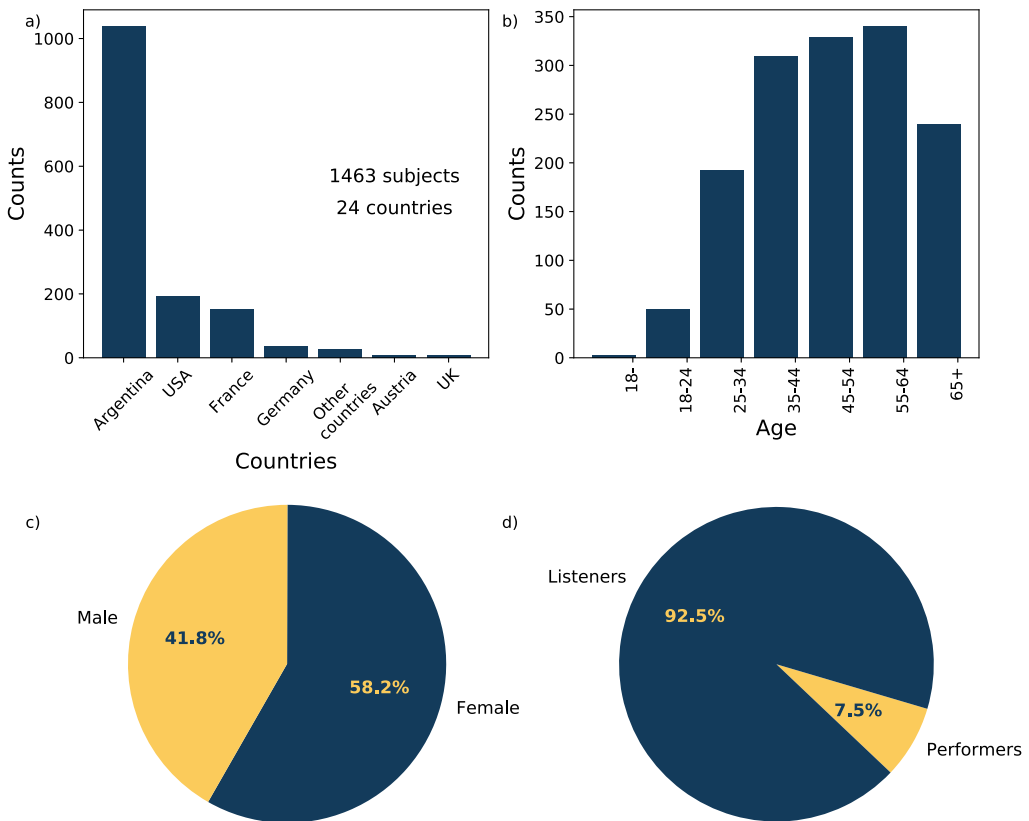 a)
Counts
1000
800
600
400
200
0
1463 subjects
24 countries
Argentina
USA
France
Germany
Other
countries
Austria
UK
Countries
b)
Counts
350
300
250
200
150
100
50
0
18-
18-24
25-34
35-44
45-54
55-64
65+
Age
c)
Male
41.8%
58.2%
Female
d)
Listeners
92.5%
7.5%
Performers